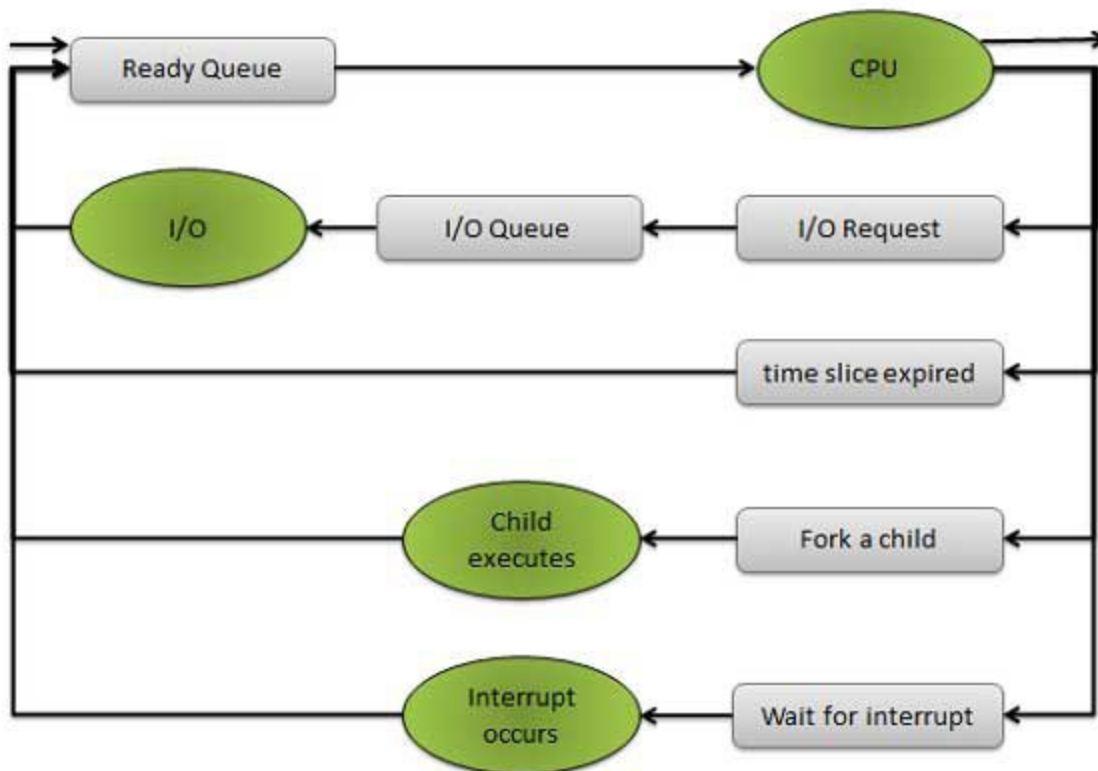 Ready Queue
CPU
I/O
I/O Queue
I/O Request
time slice expired
Child
executes
Fork a child
Interrupt
occurs
Wait for interrupt